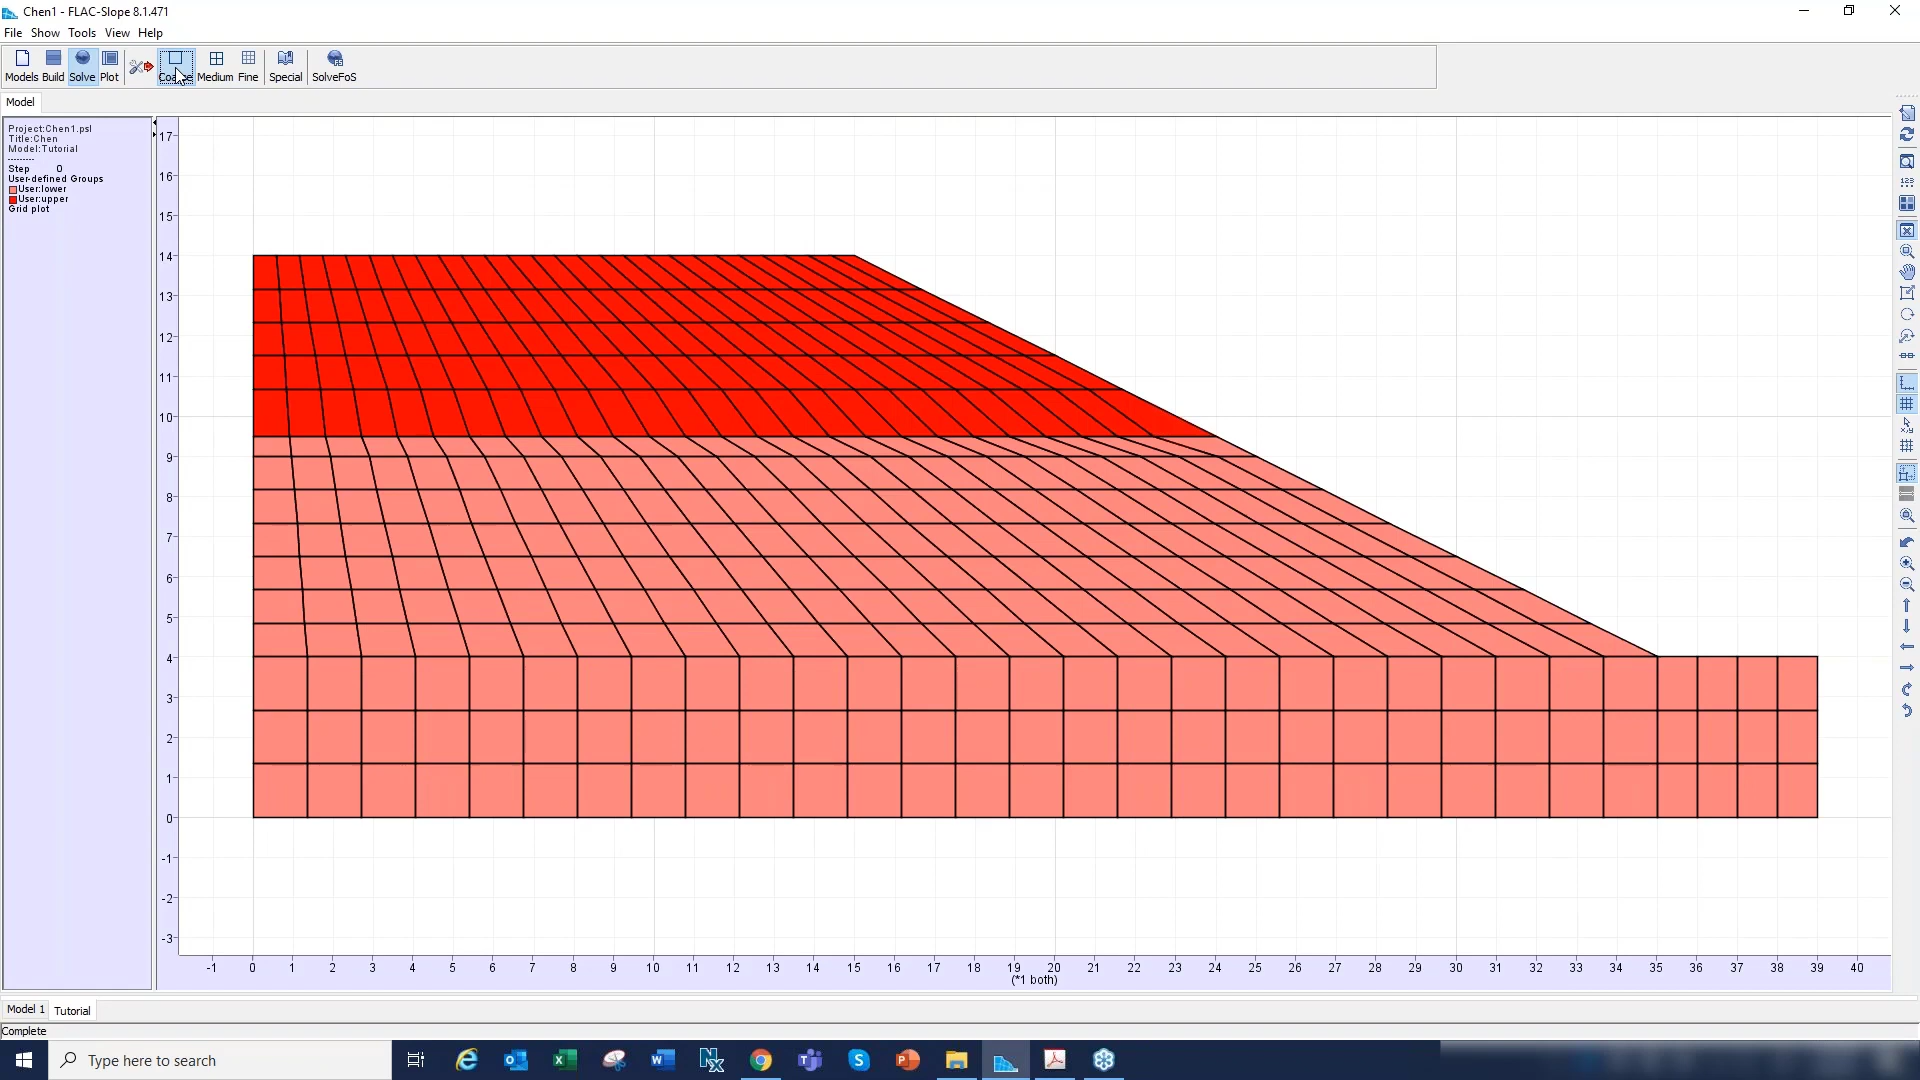 Chen1 - FLAC-Slope 8.1.471
File Show Tools View Help
Models Build Solve Plot Medium Fine Special SolveFoS
Model
Project:Chen1.psl
Title:Chen
Model:Tutorial
----------
Step 0
User-defined Groups
User:lower
User:upper
Grid plot
17
16
15
14
13
12
11
10
9
8
7
6
5
4
3
2
1
0
-1
-2
-3
-1 0 1 2 3 4 5 6 7 8 9 10 11 12 13 14 15 16 17 18 19 20 21 22 23 24 25 26 27 28 29 30 31 32 33 34 35 36 37 38 39 40
(*1 both)
123
Model 1 Tutorial
Complete
Type here to search